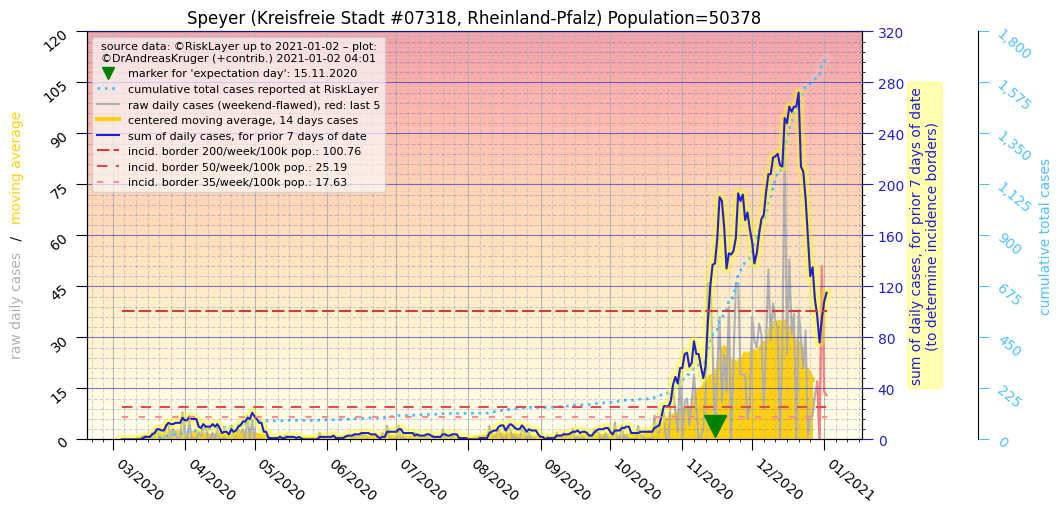 Speyer (Kreisfreie Stadt #07318, Rheinland-Pfalz) Population=50378
source data: ©RiskLayer up to 2021-01-02 – plot:
©DrAndreasKruger (+contrib.) 2021-01-02 04:01
marker for 'expectation day': 15.11.2020
cumulative total cases reported at RiskLayer
raw daily cases (weekend-flawed), red: last 5
centered moving average, 14 days cases
sum of daily cases, for prior 7 days of date
incid. border 200/week/100k pop.: 100.76
incid. border 50/week/100k pop.: 25.19
incid. border 35/week/100k pop.: 17.63
raw daily cases / moving average
120
105
90
75
60
45
30
15
0
03/2020
04/2020
05/2020
06/2020
07/2020
08/2020
09/2020
10/2020
11/2020
12/2020
01/2021
320
280
240
200
160
120
80
40
0
sum of daily cases, for prior 7 days of date
(to determine incidence borders)
1,800
1,575
1,350
1,125
900
675
450
225
0
cumulative total cases